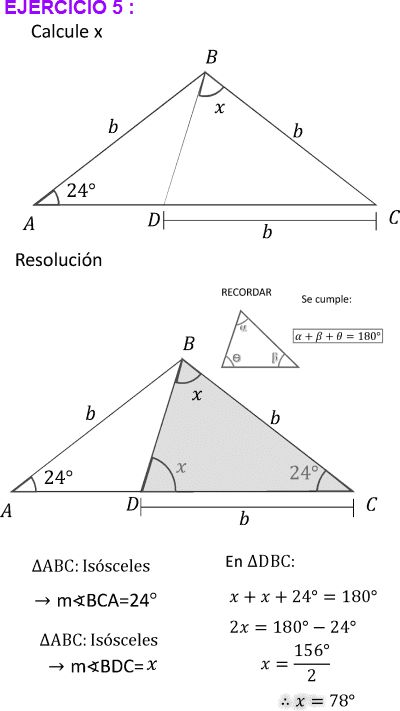 EJERCICIO 5 :
Calcule x
B
b
x
b
24°
A
D
C
b
Resolución
RECORDAR
Se cumple:
α
θ
β
α + β + θ = 180°
B
x
b
b
24°
x
24°
A
D
C
b
ΔABC: Isósceles
→ m∢BCA=24°
ΔABC: Isósceles
→ m∢BDC= x
En ΔDBC:
x + x + 24° = 180°
2x = 180° − 24°
x = 156°/2
∴ x = 78°